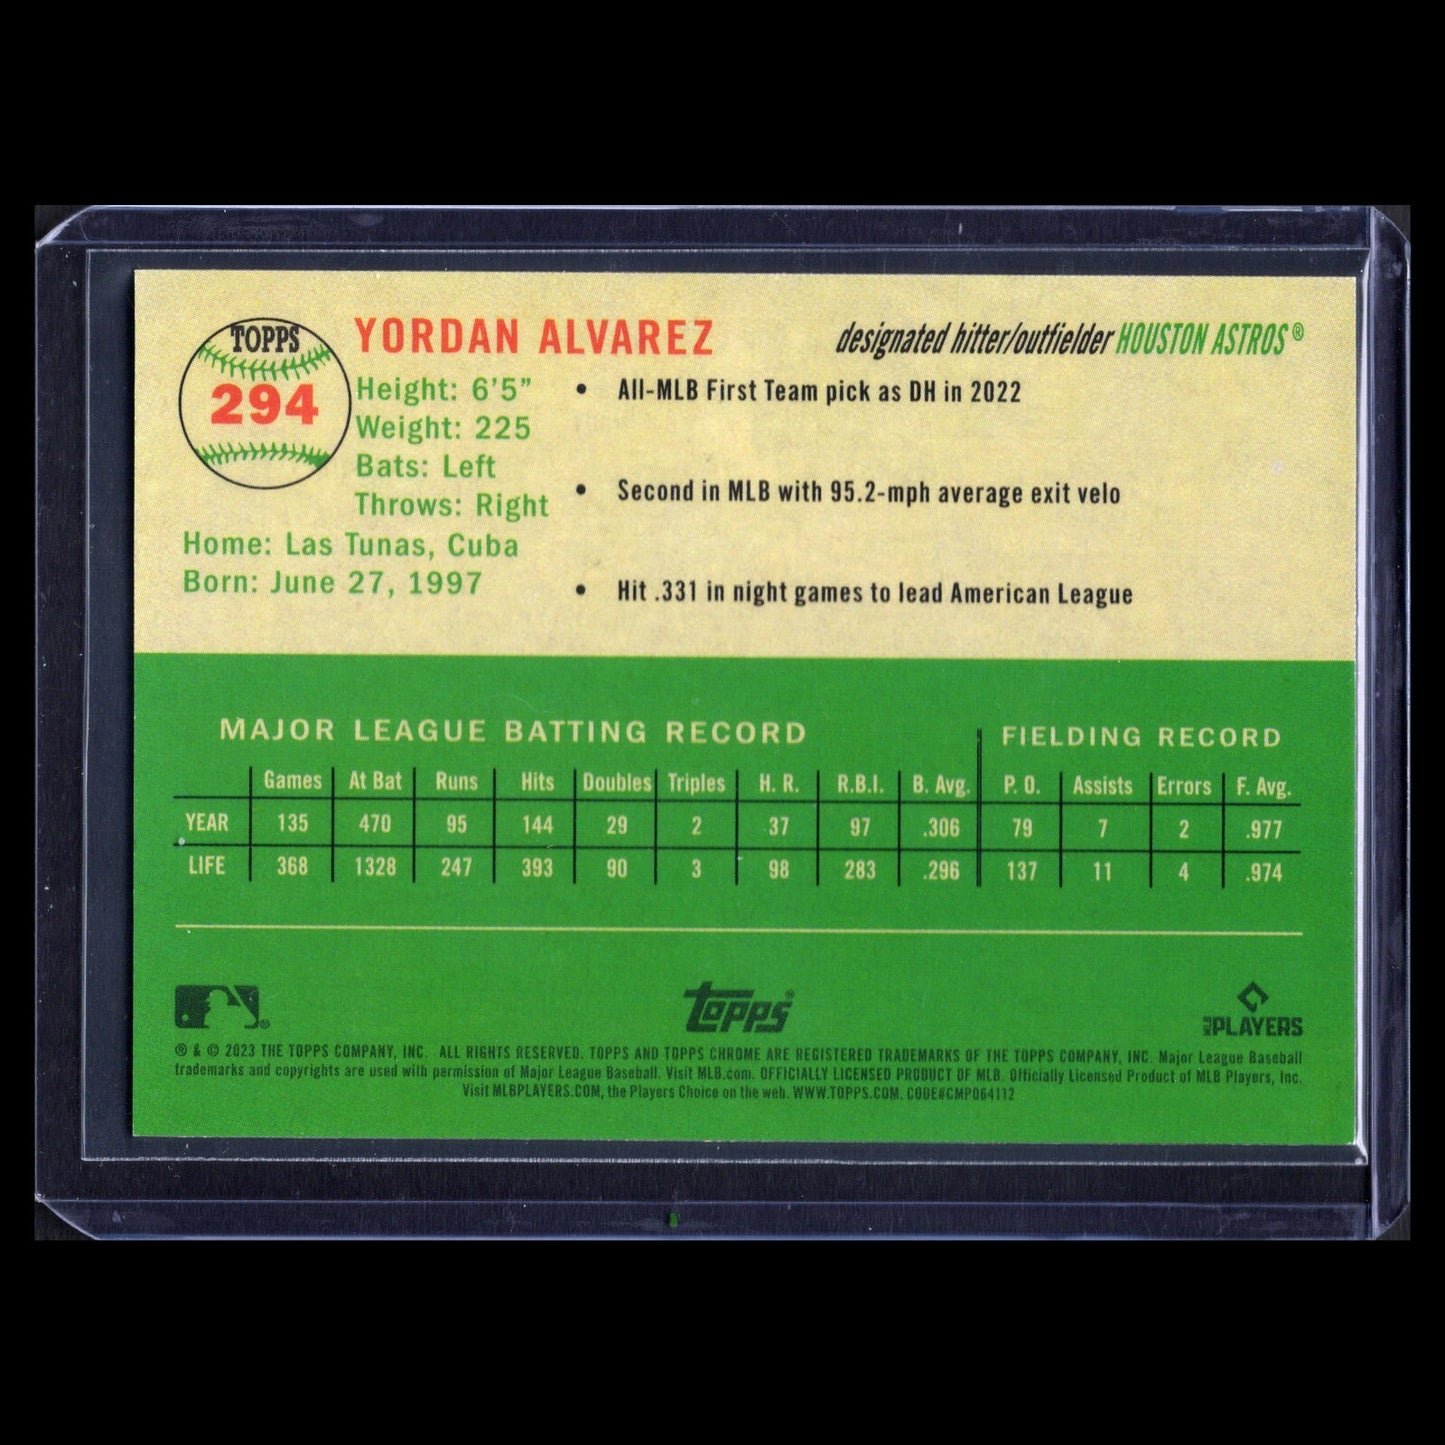 TOPPS
294
YORDAN ALVAREZ
designated hitter/outfielder HOUSTON ASTROS®
Height: 6'5"
Weight: 225
Bats: Left
Throws: Right
Home: Las Tunas, Cuba
Born: June 27, 1997
• All-MLB First Team pick as DH in 2022
• Second in MLB with 95.2-mph average exit velo
• Hit .331 in night games to lead American League
MAJOR LEAGUE BATTING RECORD FIELDING RECORD
Games At Bat Runs Hits Doubles Triples H. R. R.B.I. B. Avg. P. O. Assists Errors F. Avg.
YEAR 135 470 95 144 29 2 37 97 .306 79 7 2 .977
LIFE 368 1328 247 393 90 3 98 283 .296 137 11 4 .974
Topps®
MLB PLAYERS
® & © 2023 THE TOPPS COMPANY, INC. ALL RIGHTS RESERVED. TOPPS AND TOPPS CHROME ARE REGISTERED TRADEMARKS OF THE TOPPS COMPANY, INC. Major League Baseball
trademarks and copyrights are used with permission of Major League Baseball. Visit MLB.com. OFFICIALLY LICENSED PRODUCT OF MLB. Officially Licensed Product of MLB Players, Inc.
Visit MLBPLAYERS.COM, the Players Choice on the web. WWW.TOPPS.COM. CODE#CMP064112